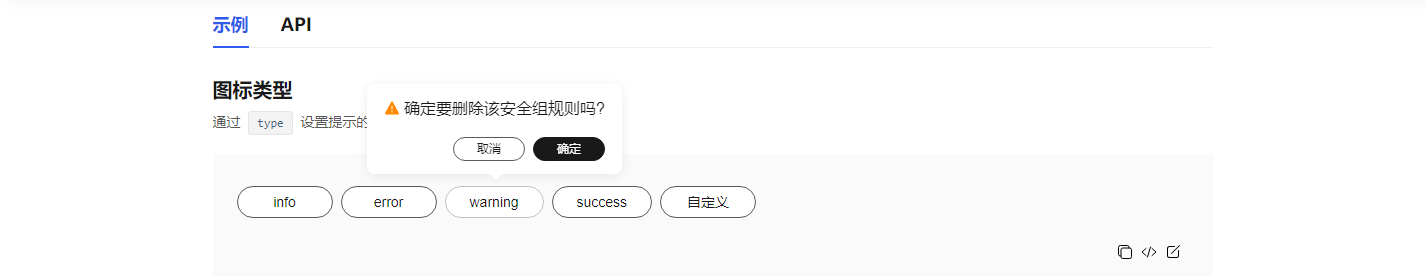 示例 API
图标类型
确定要删除该安全组规则吗?
通过 type 设置提示的
取消 确定
info error warning success 自定义